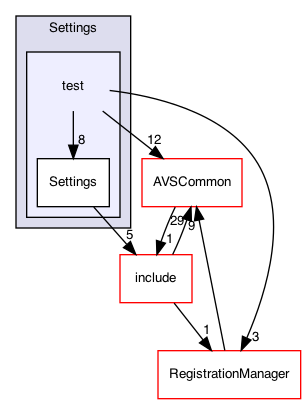 Settings
test
8
12
Settings
AVSCommon
29
9
5
1
include
1
3
RegistrationManager